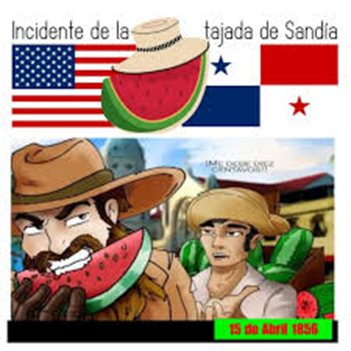 Incidente de la tajada de Sandía
¡ME DEBE DIEZ
CENTAVOS!!
15 de Abril 1856